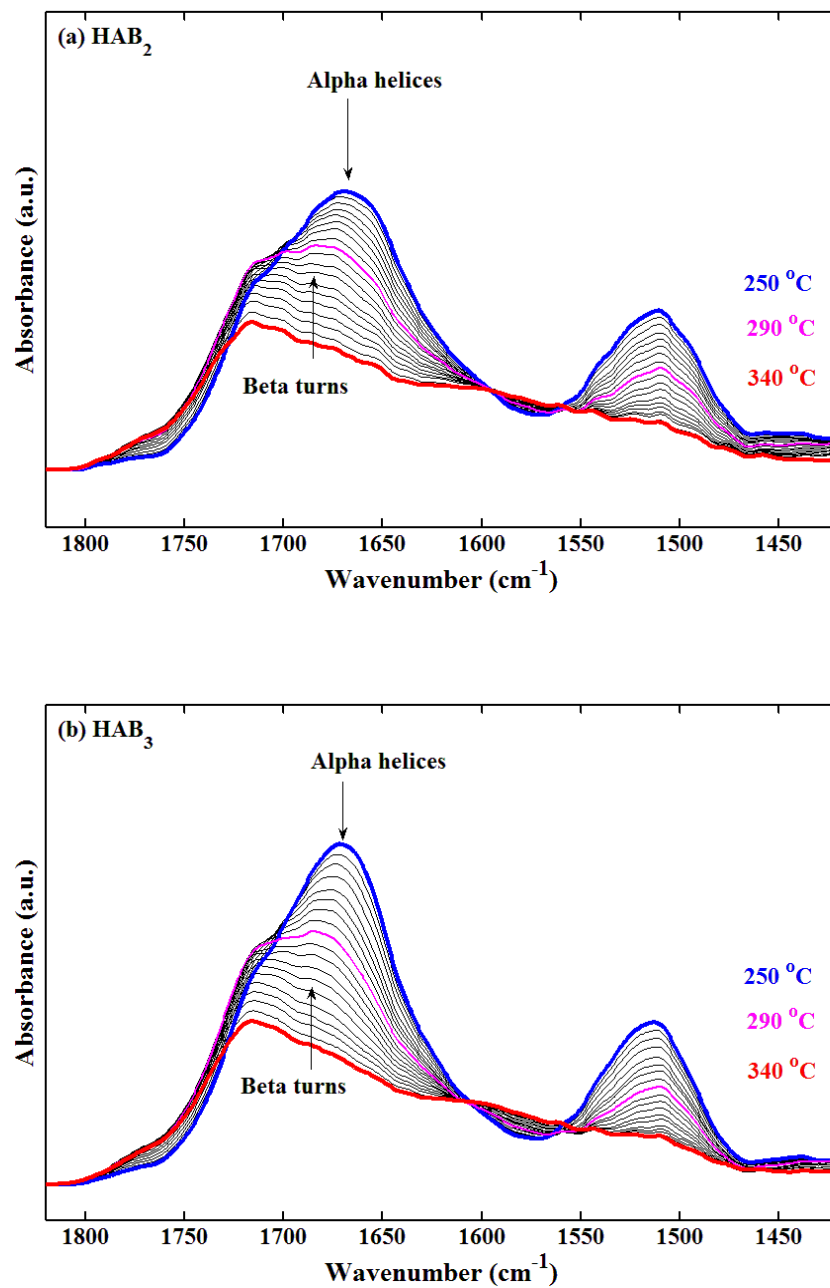 (a) HAB₂
Alpha helices
Absorbance (a.u.)
250 °C
290 °C
340 °C
Beta turns
1800 1750 1700 1650 1600 1550 1500 1450
Wavenumber (cm⁻¹)
(b) HAB₃
Alpha helices
Absorbance (a.u.)
250 °C
290 °C
340 °C
Beta turns
1800 1750 1700 1650 1600 1550 1500 1450
Wavenumber (cm⁻¹)